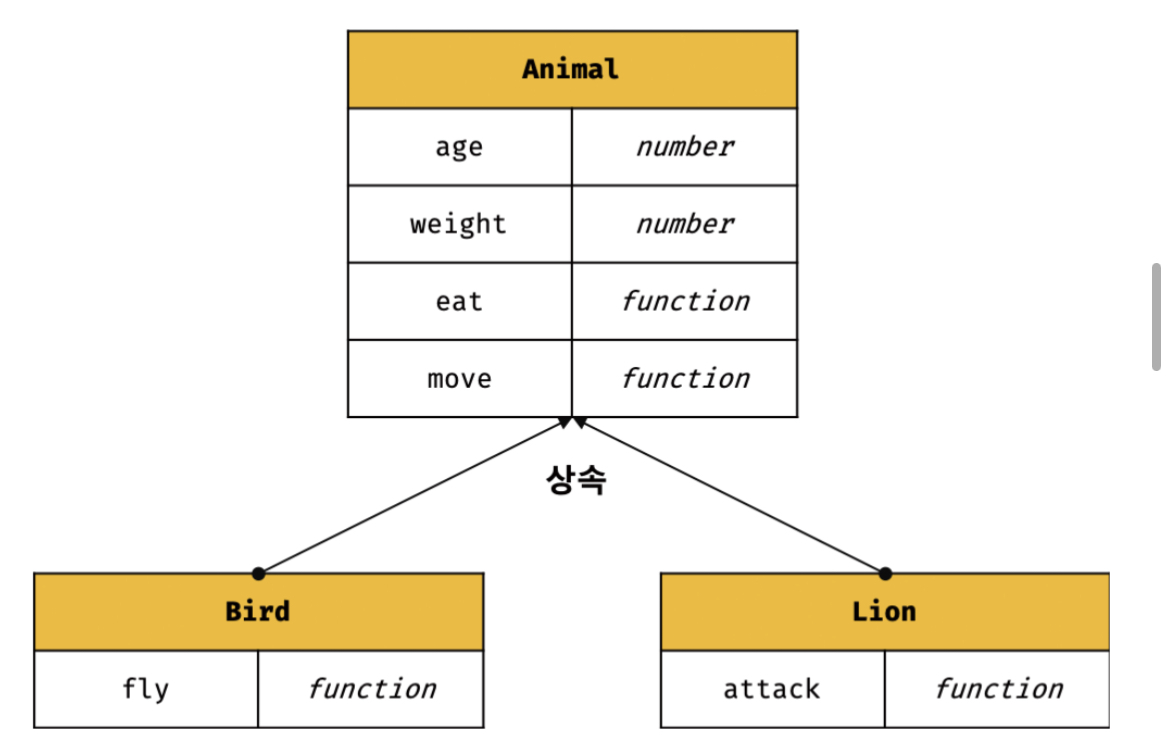 Animal
age number
weight number
eat function
move function
상속
Bird Lion
fly function attack function